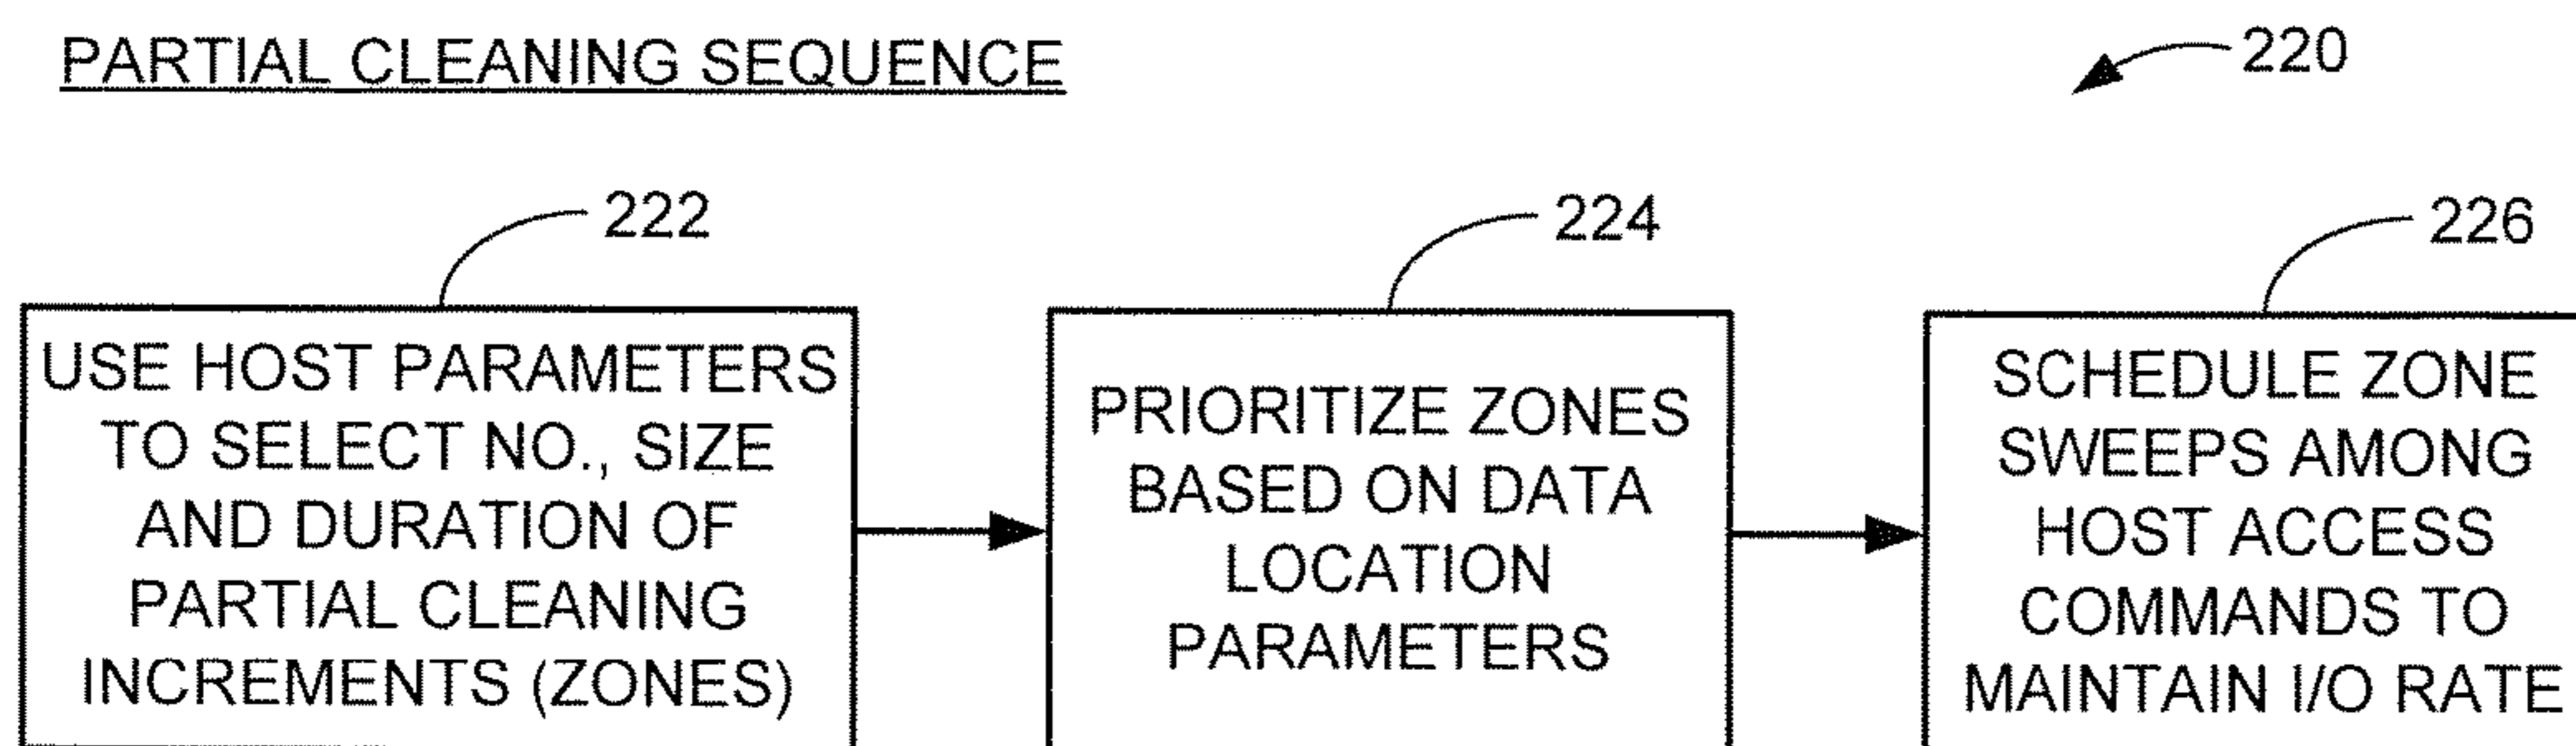 PARTIAL CLEANING SEQUENCE
220
222
224
226
USE HOST PARAMETERS
TO SELECT NO., SIZE
AND DURATION OF
PARTIAL CLEANING
INCREMENTS (ZONES)
PRIORITIZE ZONES
BASED ON DATA
LOCATION
PARAMETERS
SCHEDULE ZONE
SWEEPS AMONG
HOST ACCESS
COMMANDS TO
MAINTAIN I/O RATE